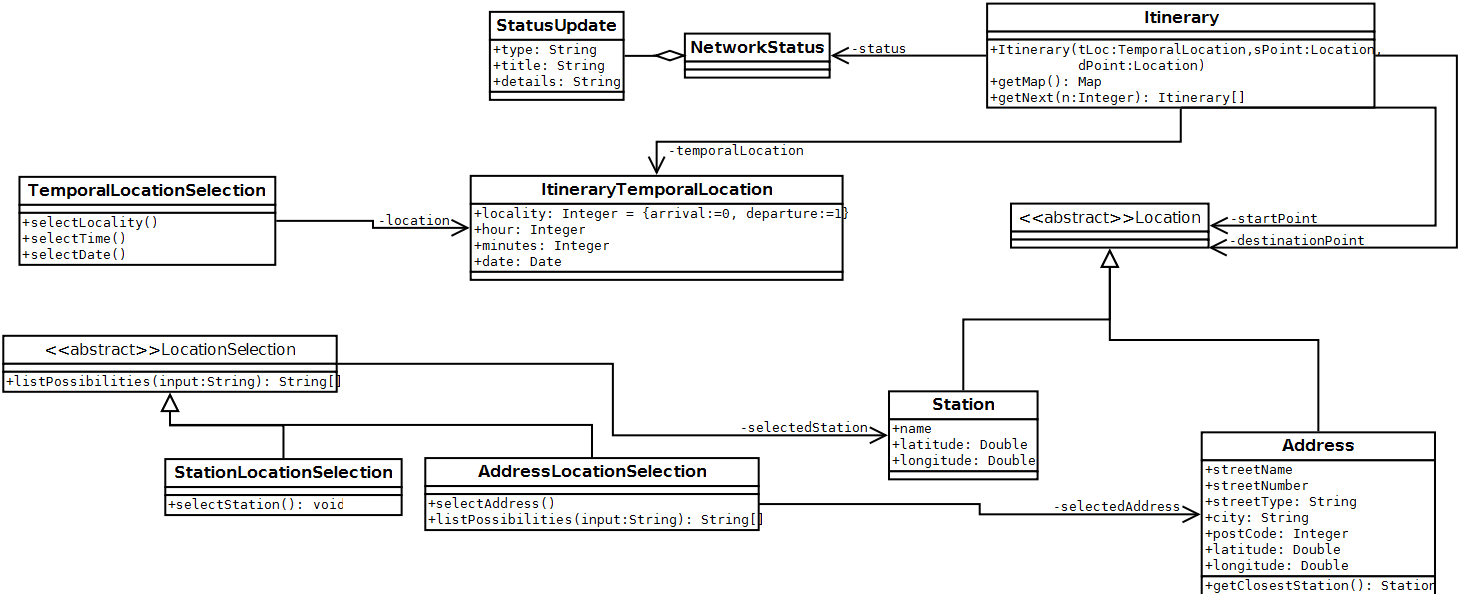 StatusUpdate
+type: String
+title: String
+details: String
NetworkStatus
-status
Itinerary
+Itinerary(tLoc:TemporalLocation,sPoint:Location,
dPoint:Location)
+getMap(): Map
+getNext(n:Integer): Itinerary[]
-temporalLocation
TemporalLocationSelection
+selectLocality()
+selectTime()
+selectDate()
-location
ItineraryTemporalLocation
+locality: Integer = {arrival:=0, departure:=1}
+hour: Integer
+minutes: Integer
+date: Date
<<abstract>>Location
-startPoint
-destinationPoint
<<abstract>>LocationSelection
+listPossibilities(input:String): String[]
-selectedStation
Station
+name
+latitude: Double
+longitude: Double
StationLocationSelection
+selectStation(): void
AddressLocationSelection
+selectAddress()
+listPossibilities(input:String): String[]
-selectedAddress
Address
+streetName
+streetNumber
+streetType: String
+city: String
+postCode: Integer
+latitude: Double
+longitude: Double
+getClosestStation(): Station